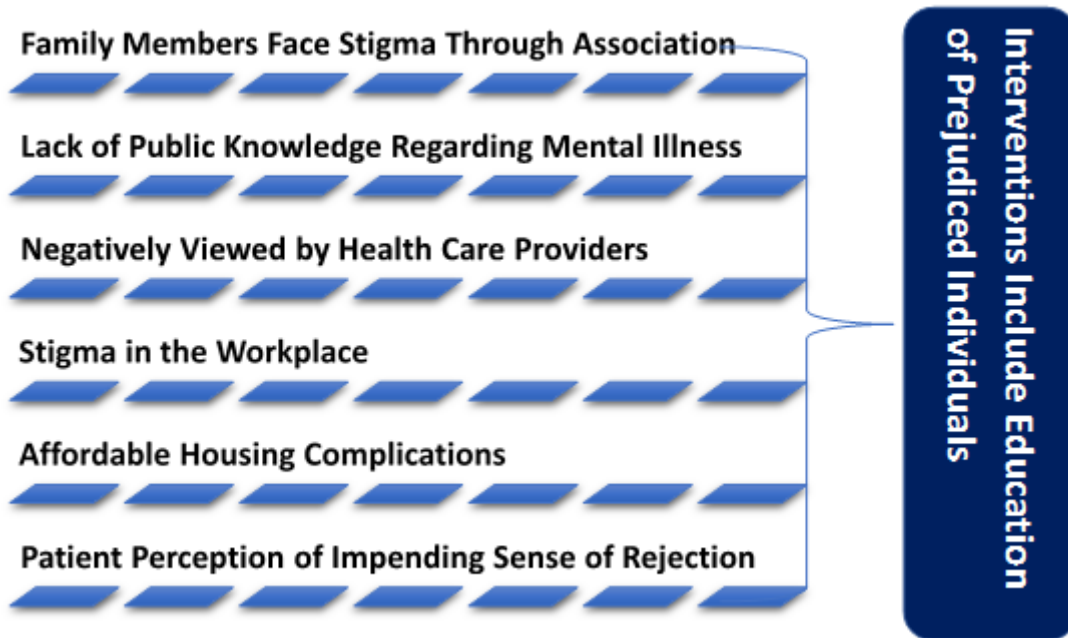 Family Members Face Stigma Through Association
Lack of Public Knowledge Regarding Mental Illness
Negatively Viewed by Health Care Providers
Stigma in the Workplace
Affordable Housing Complications
Patient Perception of Impending Sense of Rejection
Interventions Include Education
of Prejudiced Individuals